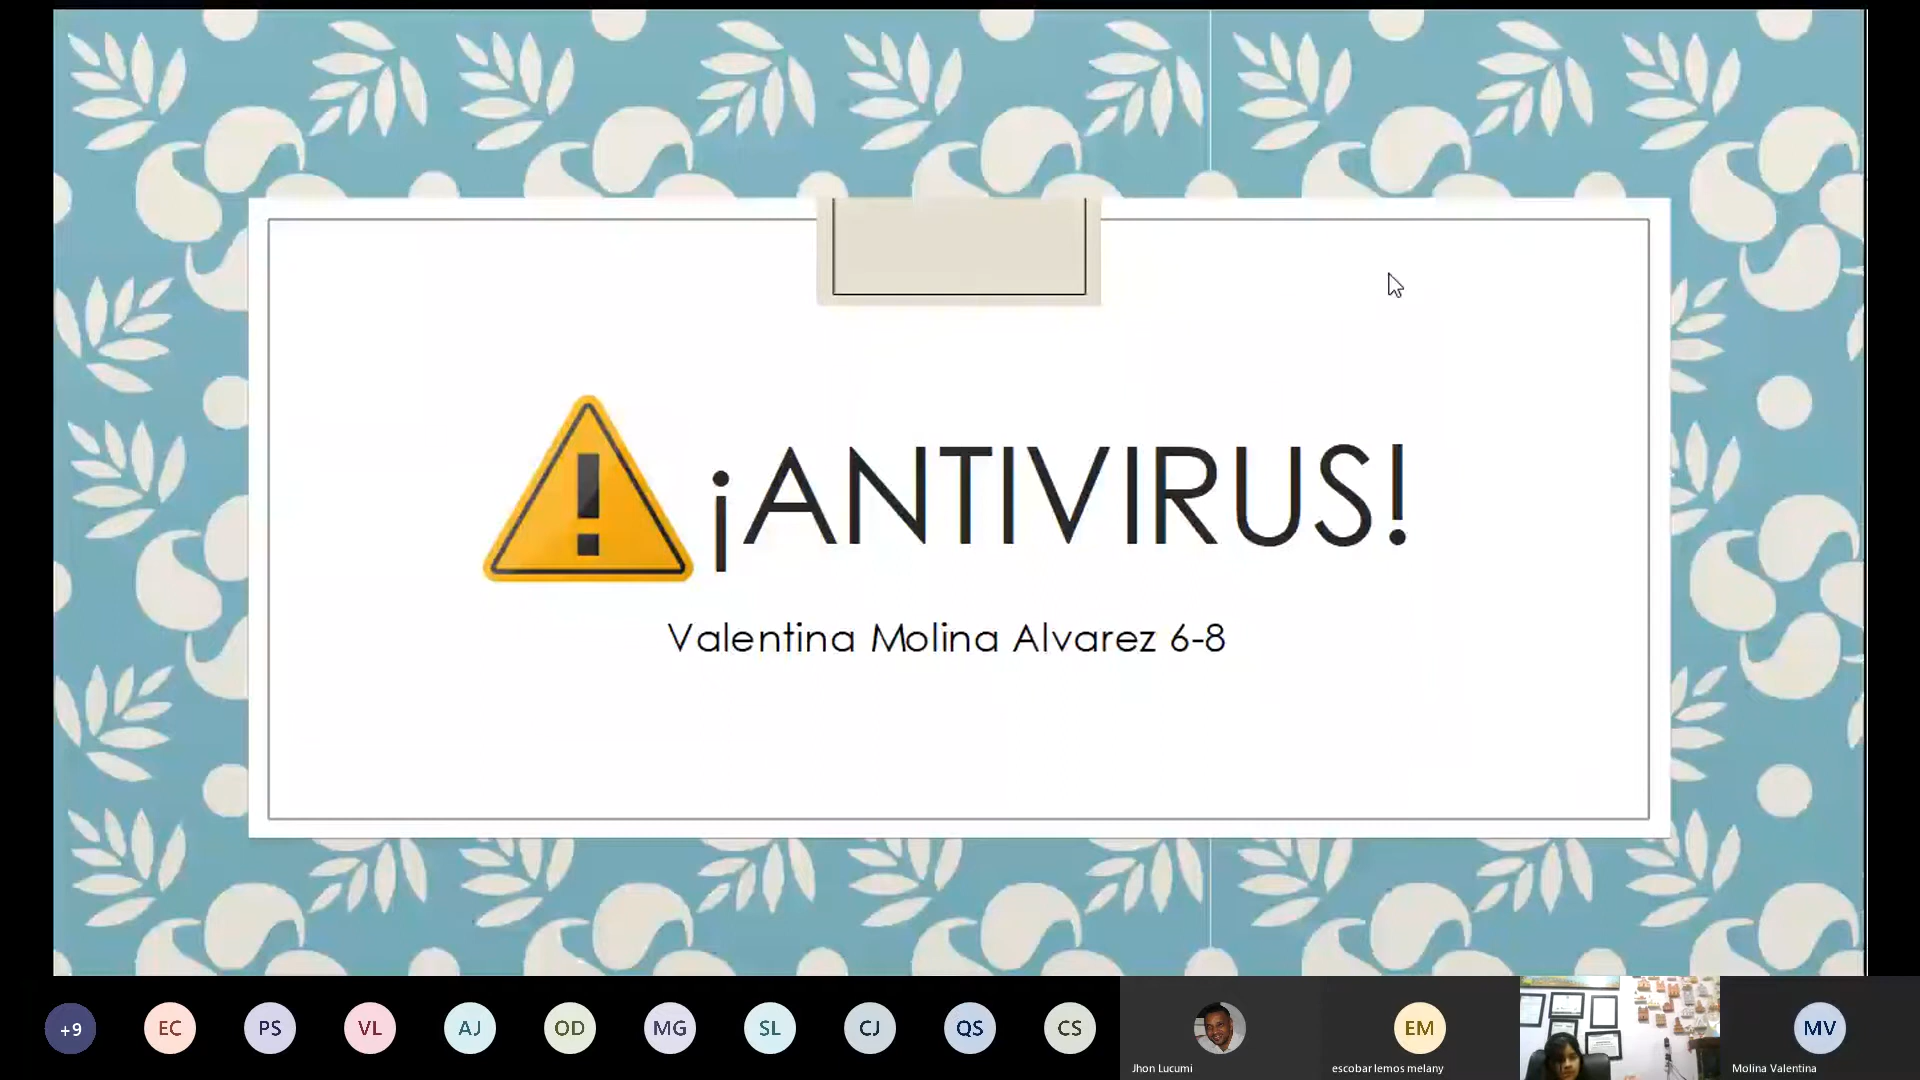 ¡ANTIVIRUS!
Valentina Molina Alvarez 6-8
+9
EC
PS
VL
AJ
OD
MG
SL
CJ
QS
CS
EM
MV
Jhon Lucumi
escobar lemos melany
Molina Valentina